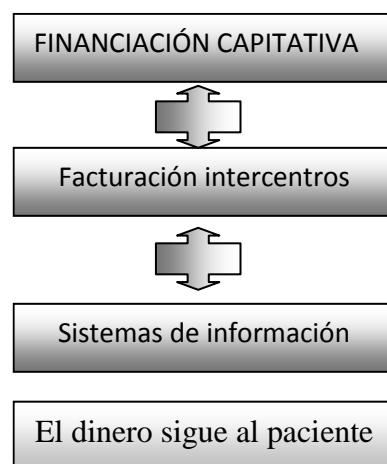 FINANCIACIÓN CAPITATIVA
Facturación intercentros
Sistemas de información
El dinero sigue al paciente